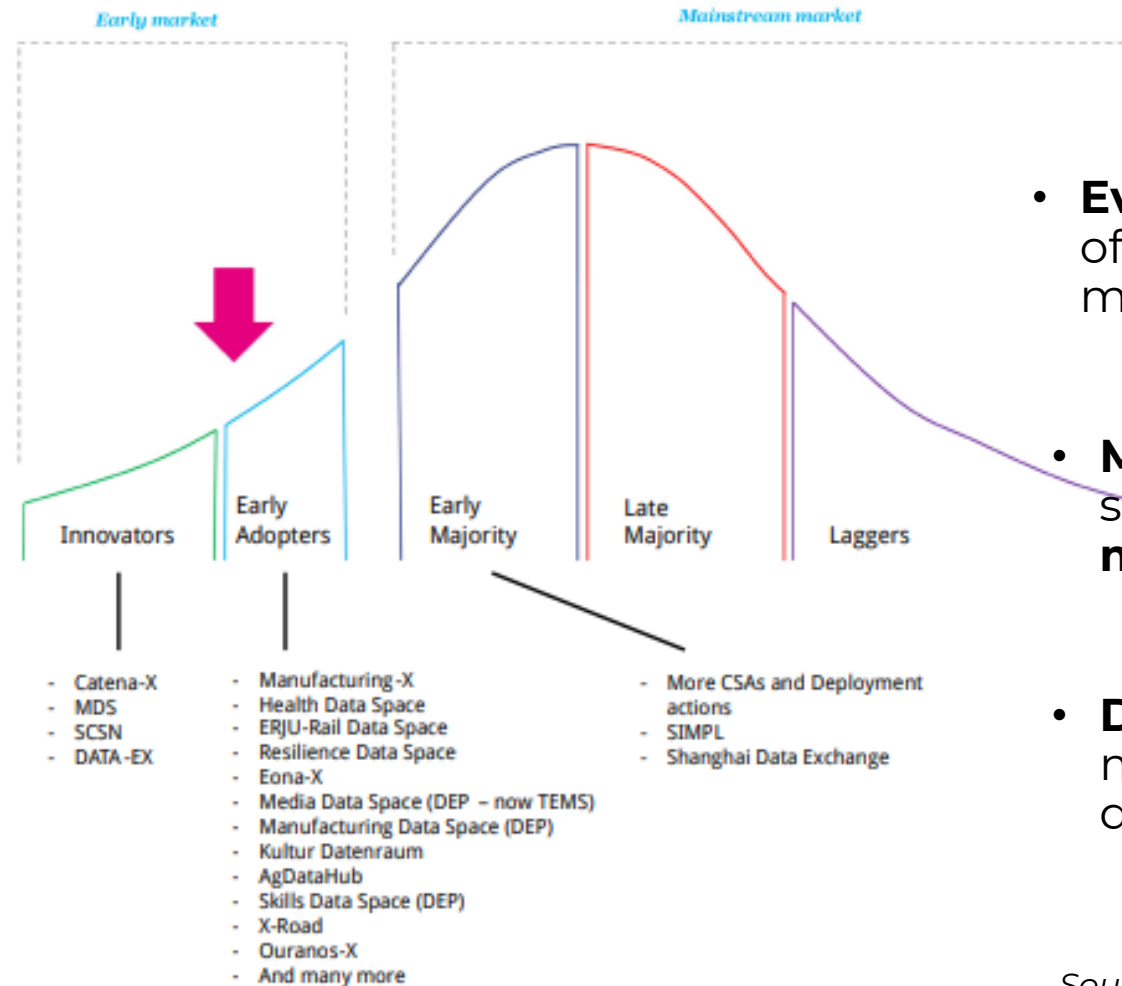 Early market
Mainstream market
Innovators
Early
Adopters
Early
Majority
Late
Majority
Laggers
- Catena-X
- MDS
- SCSN
- DATA-EX
- Manufacturing-X
- Health Data Space
- ERJU-Rail Data Space
- Resilience Data Space
- Eona-X
- Media Data Space (DEP – now TEMS)
- Manufacturing Data Space (DEP)
- Kultur Datenraum
- AgDataHub
- Skills Data Space (DEP)
- X-Road
- Ouranos-X
- And many more
- More CSAs and Deployment
actions
- SIMPL
- Shanghai Data Exchange
• Ev
of
m
• M
s
• D